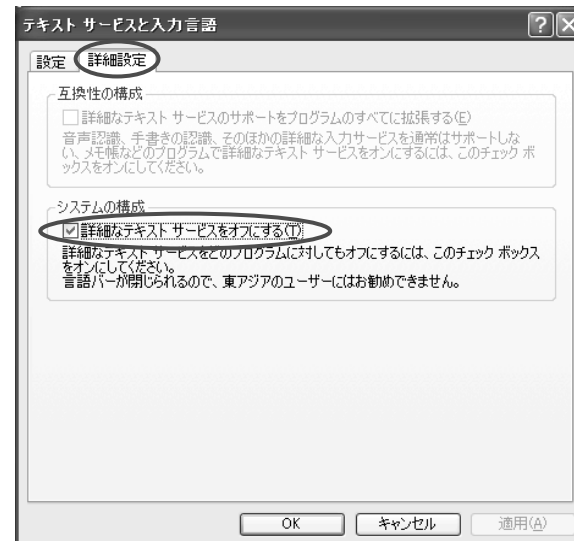 テキスト サービスと入力言語
設定 詳細設定
互換性の構成
詳細なテキスト サービスのサポートをプログラムのすべてに拡張する(E)
音声認識、手書きの認識、そのほかの詳細な入力サービスを通常はサポートしな
い、メモ帳などのプログラムで詳細なテキスト サービスをオンにするには、このチェック ボ
ックスをオンにしてください。
システムの構成
詳細なテキスト サービスをオフにする(T)
詳細なテキスト サービスをどのプログラムに対してもオフにするには、このチェック ボックス
をオンにしてください。
言語バーが閉じられるので、東アジアのユーザーにはお勧めできません。
OK キャンセル 適用(A)